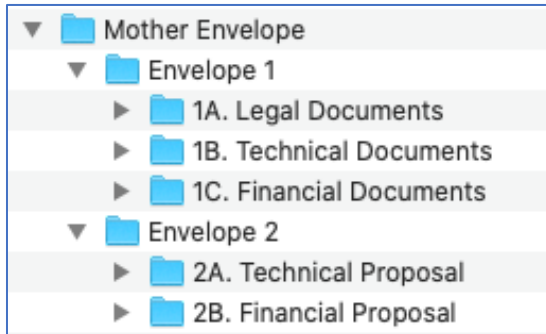 Mother Envelope
Envelope 1
1A. Legal Documents
1B. Technical Documents
1C. Financial Documents
Envelope 2
2A. Technical Proposal
2B. Financial Proposal